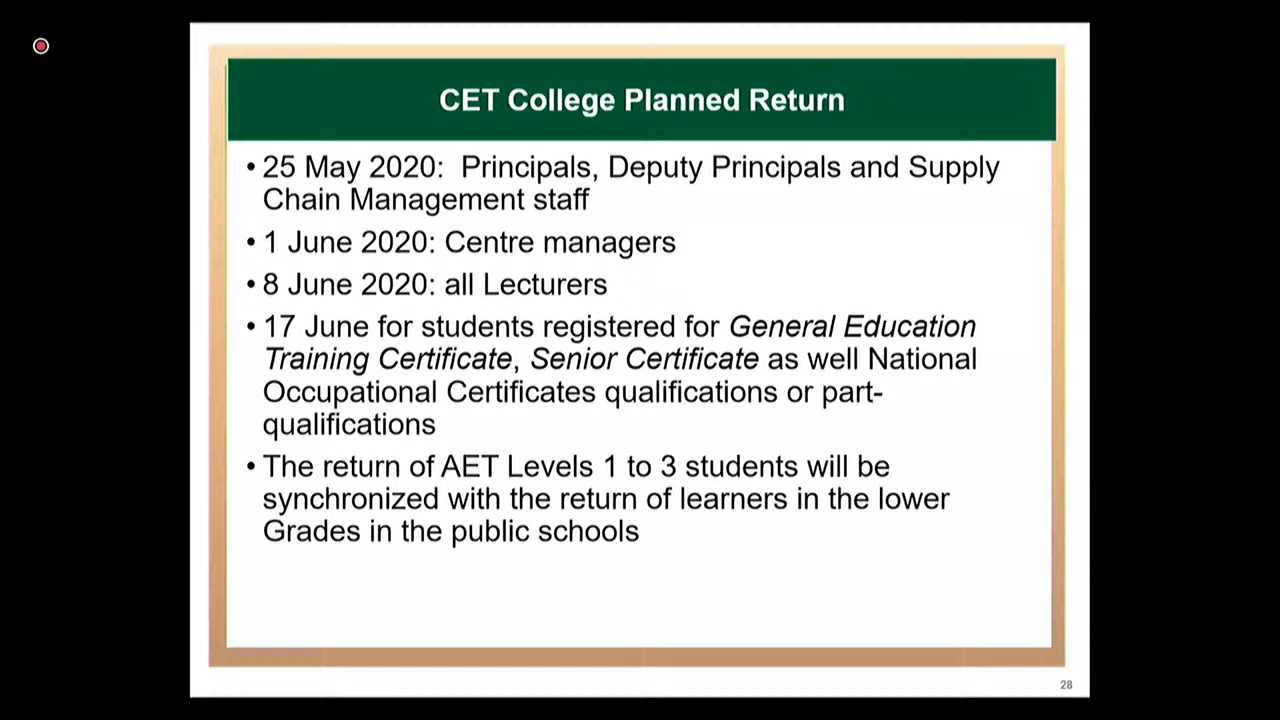 CET College Planned Return
• 25 May 2020:  Principals, Deputy Principals and Supply
Chain Management staff
• 1 June 2020: Centre managers
• 8 June 2020: all Lecturers
• 17 June for students registered for General Education
Training Certificate, Senior Certificate as well National
Occupational Certificates qualifications or part-
qualifications
• The return of AET Levels 1 to 3 students will be
synchronized with the return of learners in the lower
Grades in the public schools
28